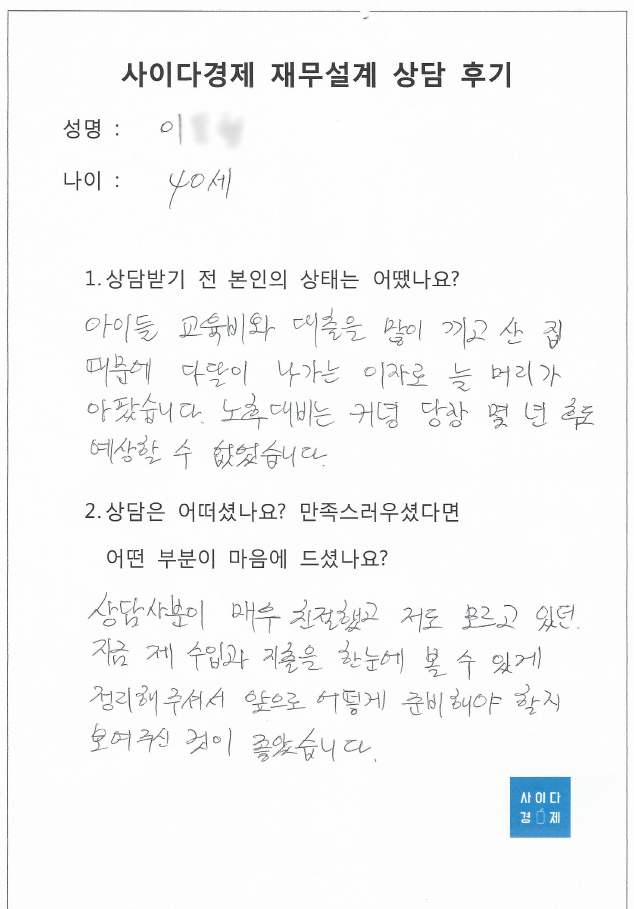 사이다경제 재무설계 상담 후기
성명 : 이
나이 : 40세
1. 상담받기 전 본인의 상태는 어땠나요?
아이들 교육비와 대출을 많이 끼고 산 집
때문에 다달이 나가는 이자로 늘 머리가
아팠습니다. 노후대비는 커녕 당장 몇 년 후도
예상할 수 없었습니다.
2. 상담은 어떠셨나요? 만족스러우셨다면
어떤 부분이 마음에 드셨나요?
상담사분이 매우 친절했고 저도 모르고 있던.
지금 제 수입과 지출을 한눈에 볼 수 있게
정리해주셔서 앞으로 어떻게 준비해야 할지
보여주신 것이 좋았습니다.
사이다
경제